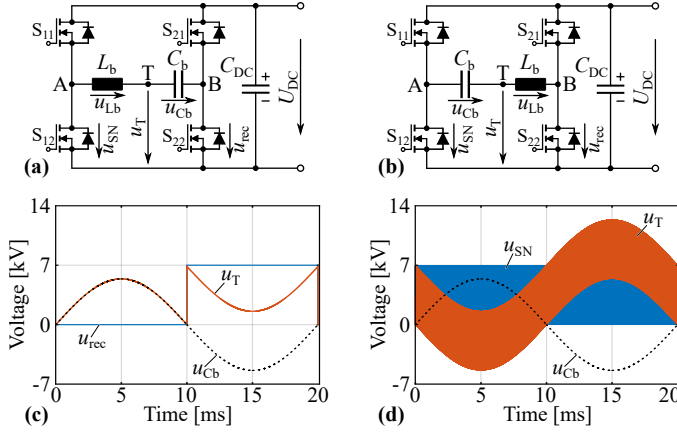 S11 S21
Lb Cb CDC + −
A T B
uLb uCb UDC
S12 S22
uSN uT urec
(a)
S11 S21
Cb Lb CDC + −
A T B
uCb uLb UDC
S12 S22
uSN uT urec
(b)
Voltage [kV]
14
7
0
-7
uT
urec
uCb
0 5 10 15 20
(c) Time [ms]
Voltage [kV]
14
7
0
-7
uSN
uT
uCb
0 5 10 15 20
(d) Time [ms]